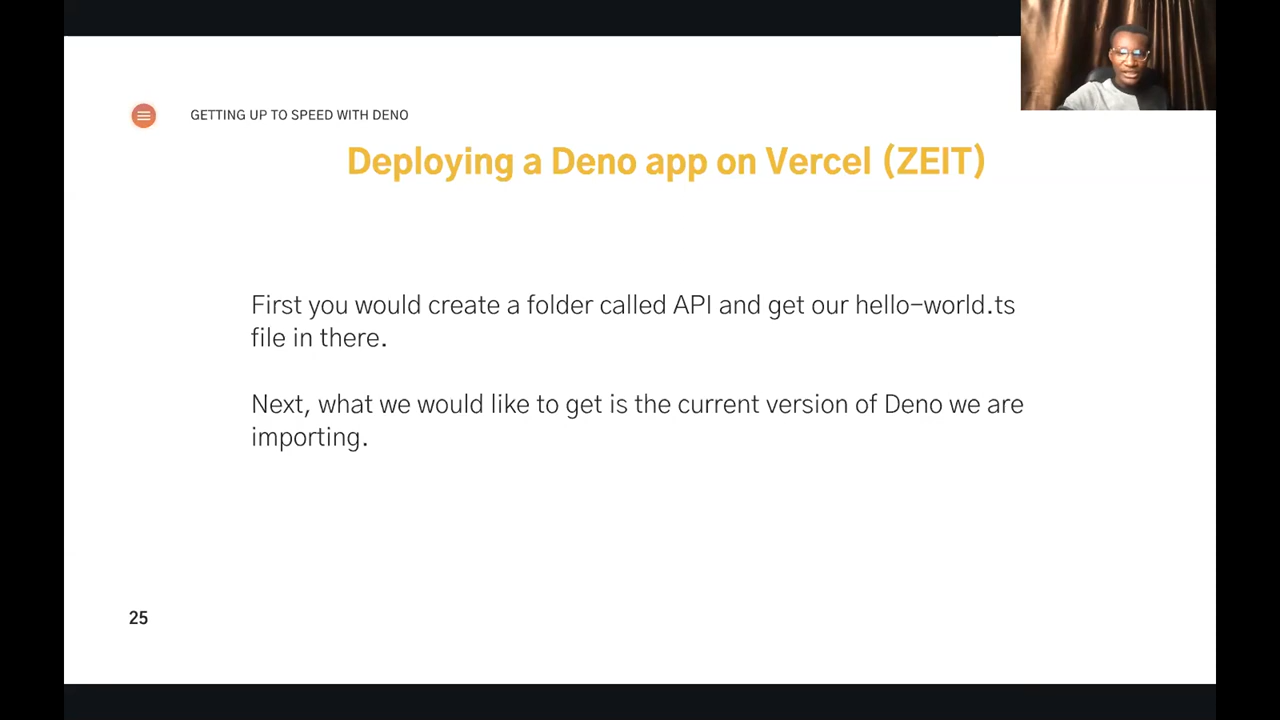 GETTING UP TO SPEED WITH DENO
Deploying a Deno app on Vercel (ZEIT)
First you would create a folder called API and get our hello-world.ts
file in there.
Next, what we would like to get is the current version of Deno we are
importing.
25